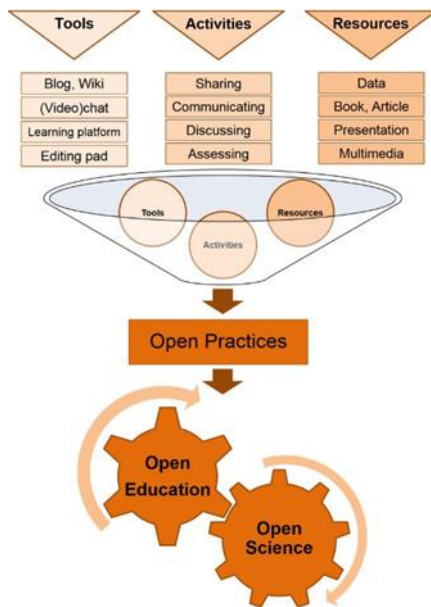 Tools
Activities
Resources
Blog, Wiki
(Video)chat
Learning platform
Editing pad
Sharing
Communicating
Discussing
Assessing
Data
Book, Article
Presentation
Multimedia
Tools
Activities
Resources
Open Practices
Open
Education
Open
Science